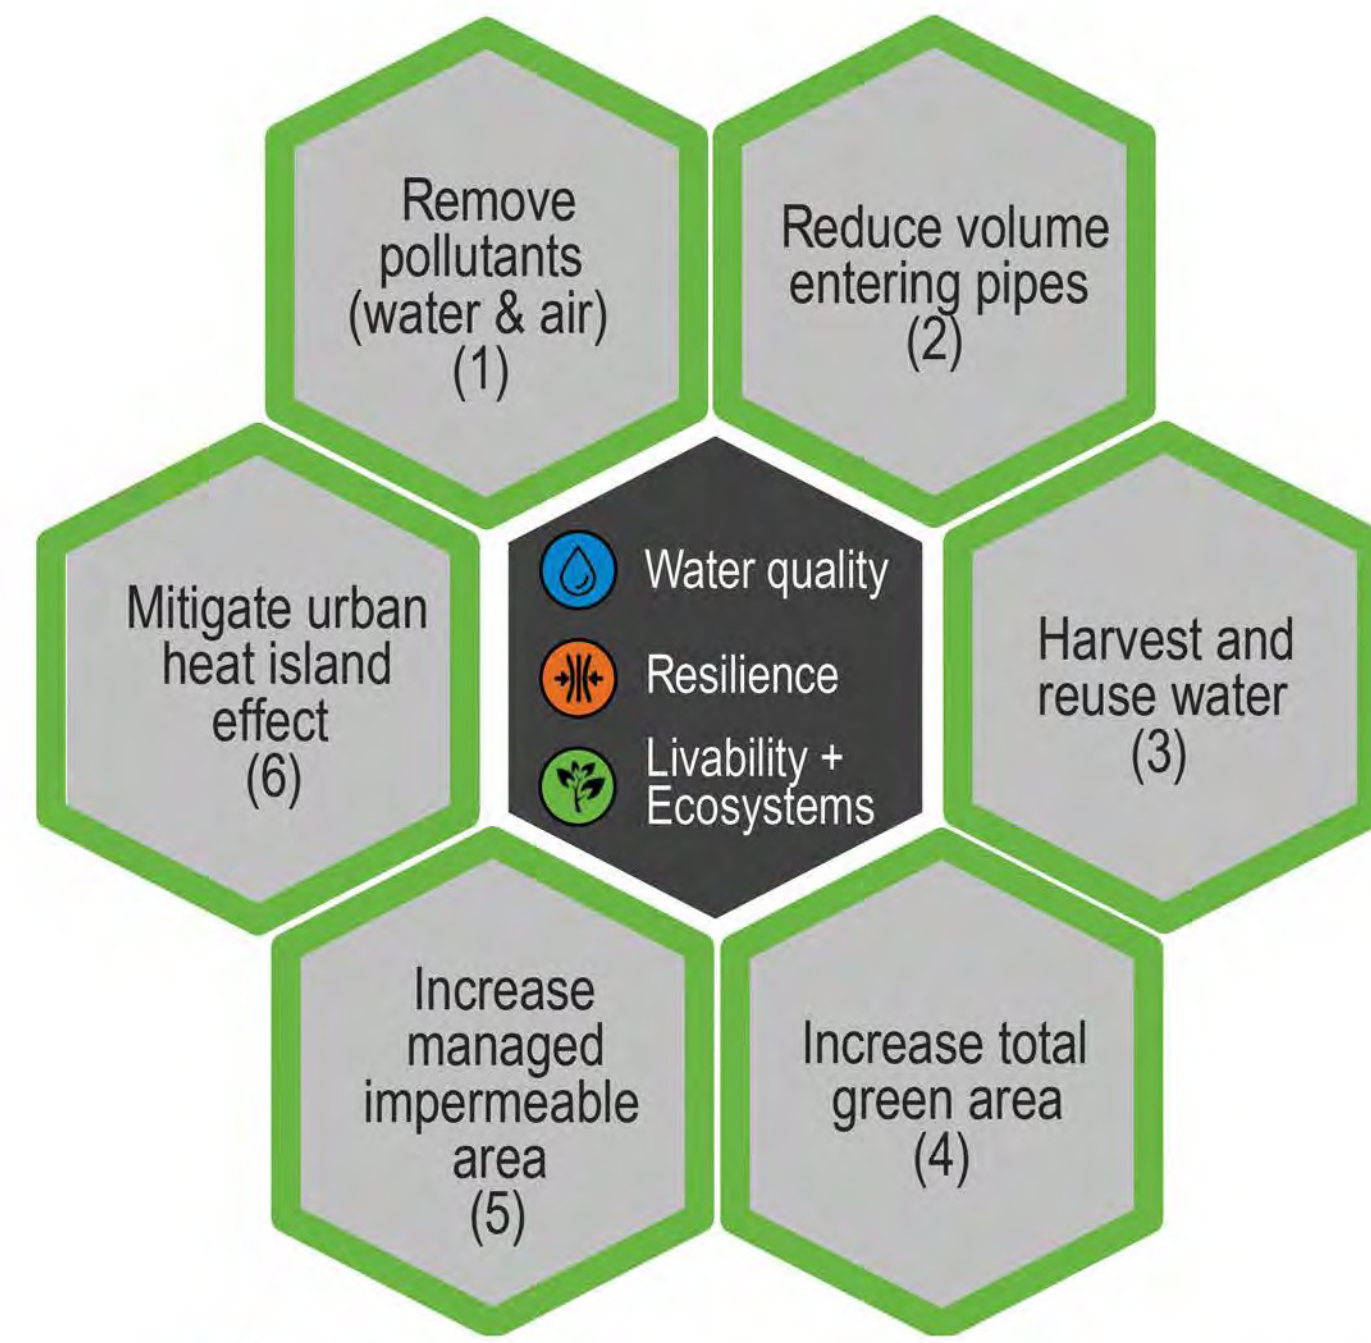 Remove
pollutants
(water & air)
(1)
Reduce volume
entering pipes
(2)
Water quality
Resilience
Livability +
Ecosystems
Harvest and
reuse water
(3)
Mitigate urban
heat island
effect
(6)
Increase
managed
impermeable
area
(5)
Increase total
green area
(4)